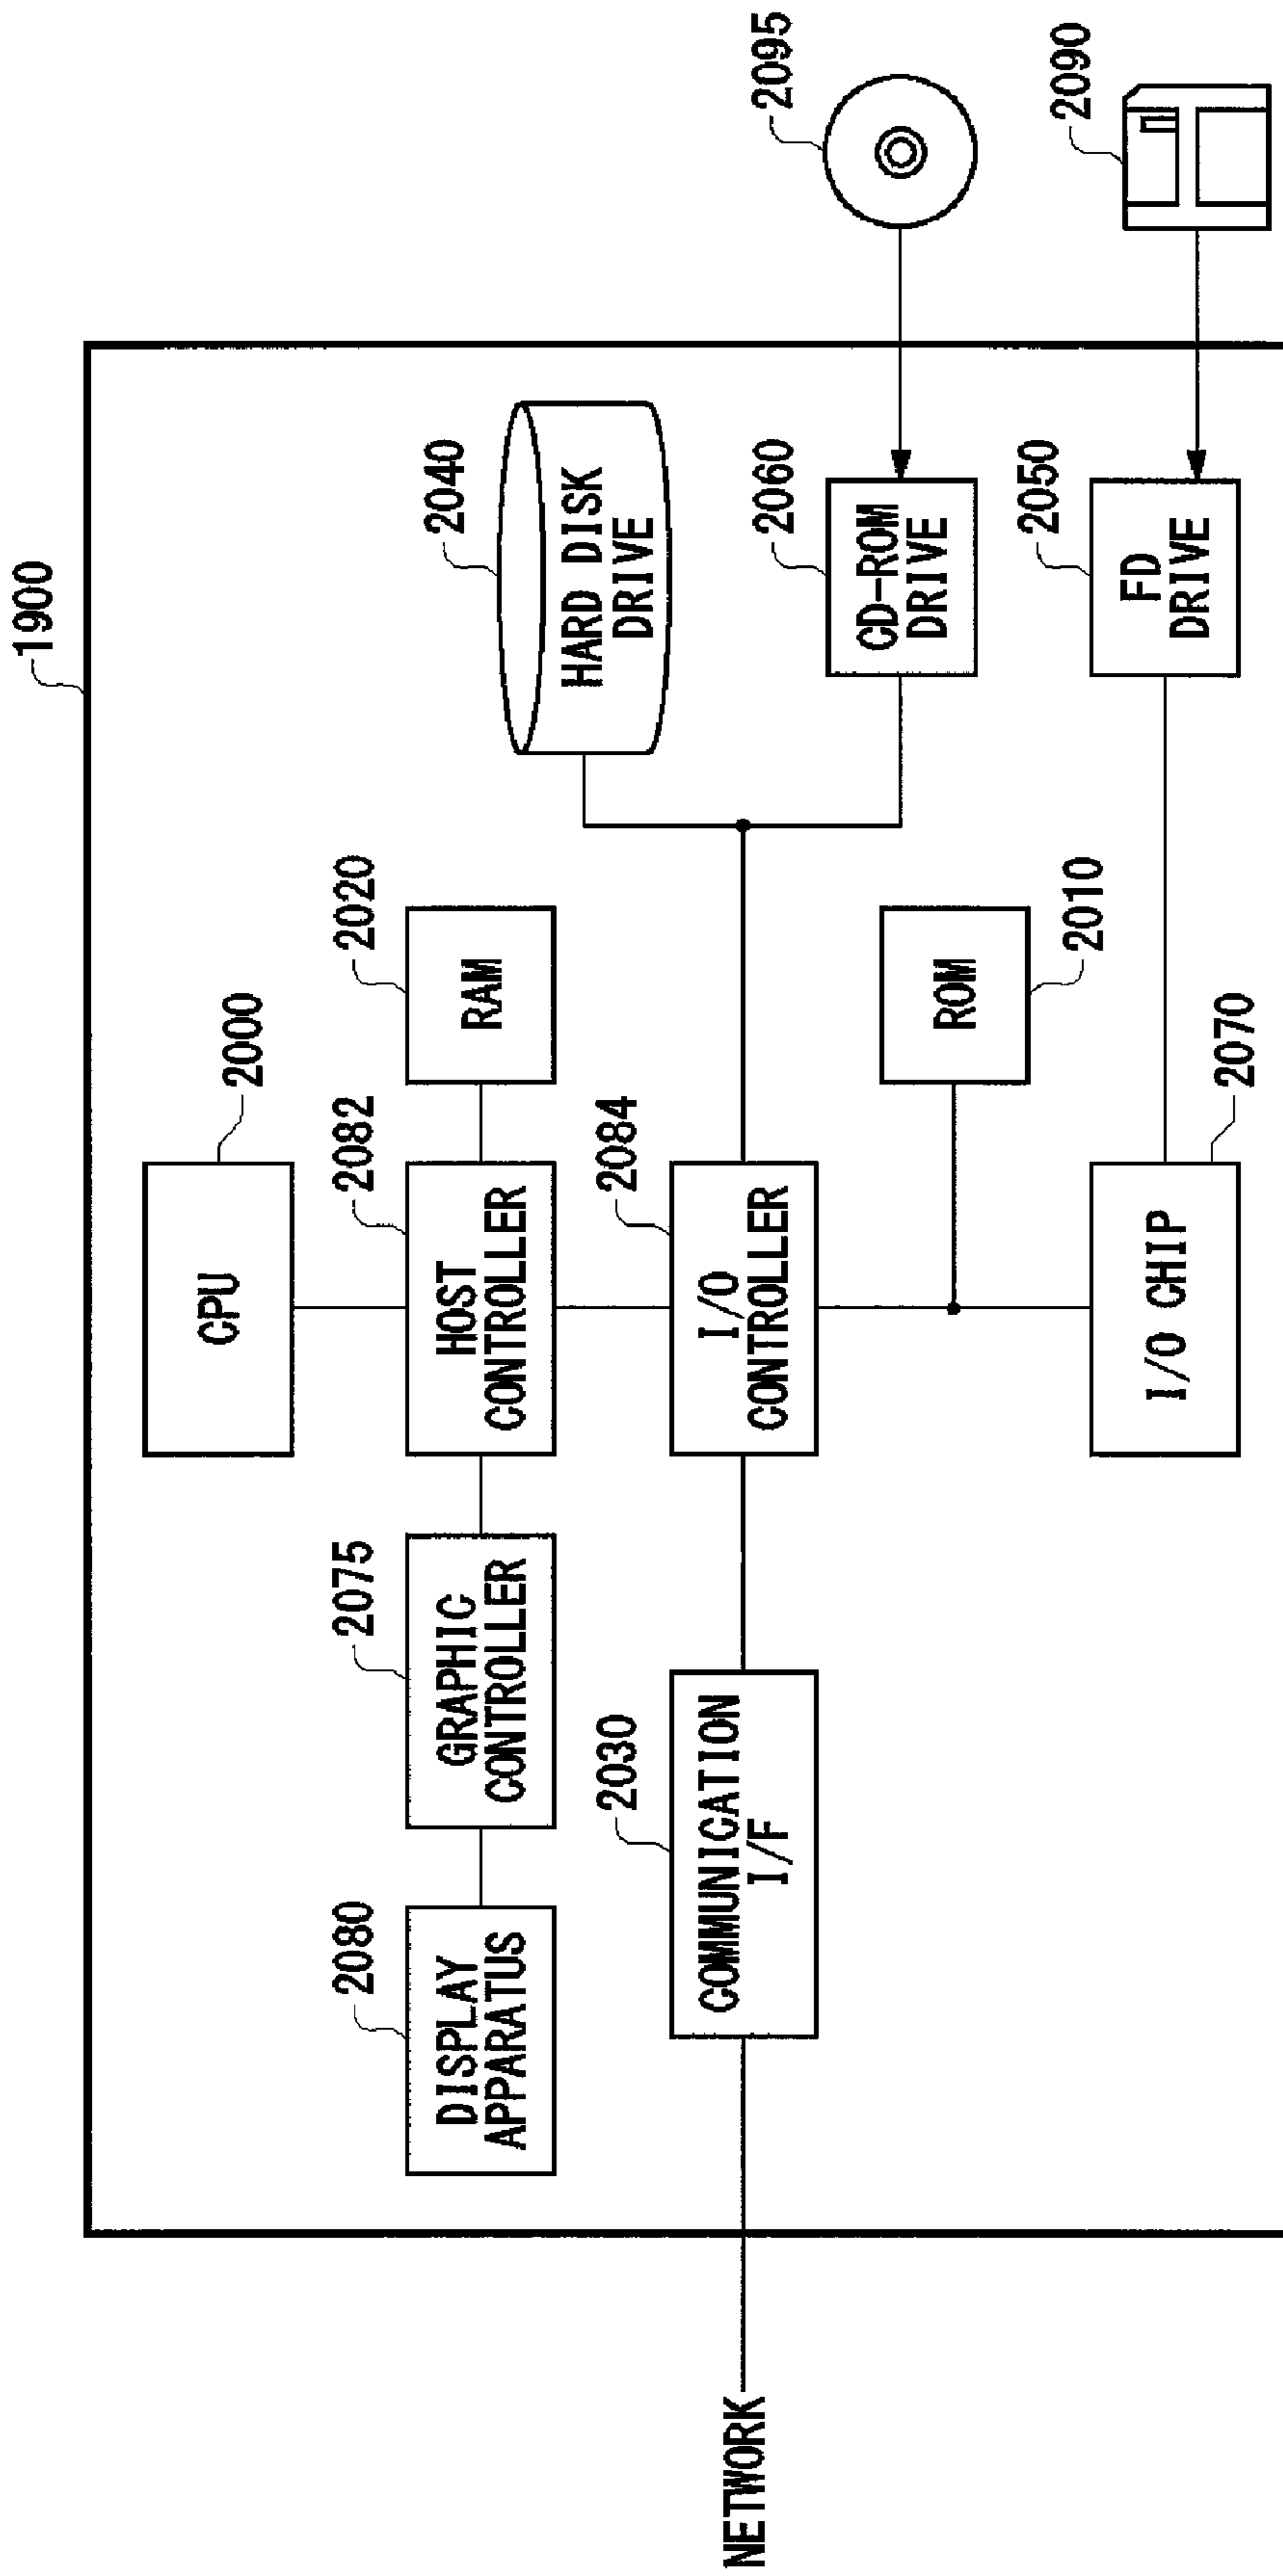 1900
CPU
2000
DISPLAY
APPARATUS
2080
GRAPHIC
CONTROLLER
2075
HOST
CONTROLLER
2082
RAM
2020
HARD DISK
DRIVE
2040
NETWORK
COMMUNICATION
I/F
2030
I/O
CONTROLLER
2084
CD-ROM
DRIVE
2060
2095
ROM
2010
I/O CHIP
2070
FD
DRIVE
2050
2090